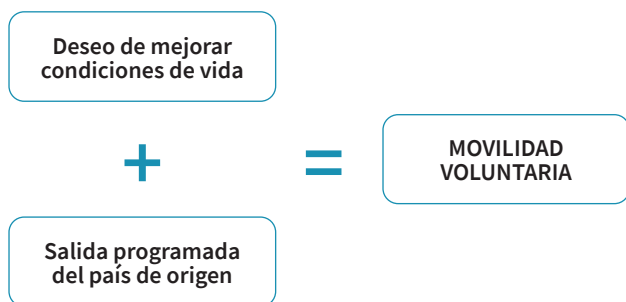 Deseo de mejorar
condiciones de vida
+
=
MOVILIDAD
VOLUNTARIA
Salida programada
del país de origen